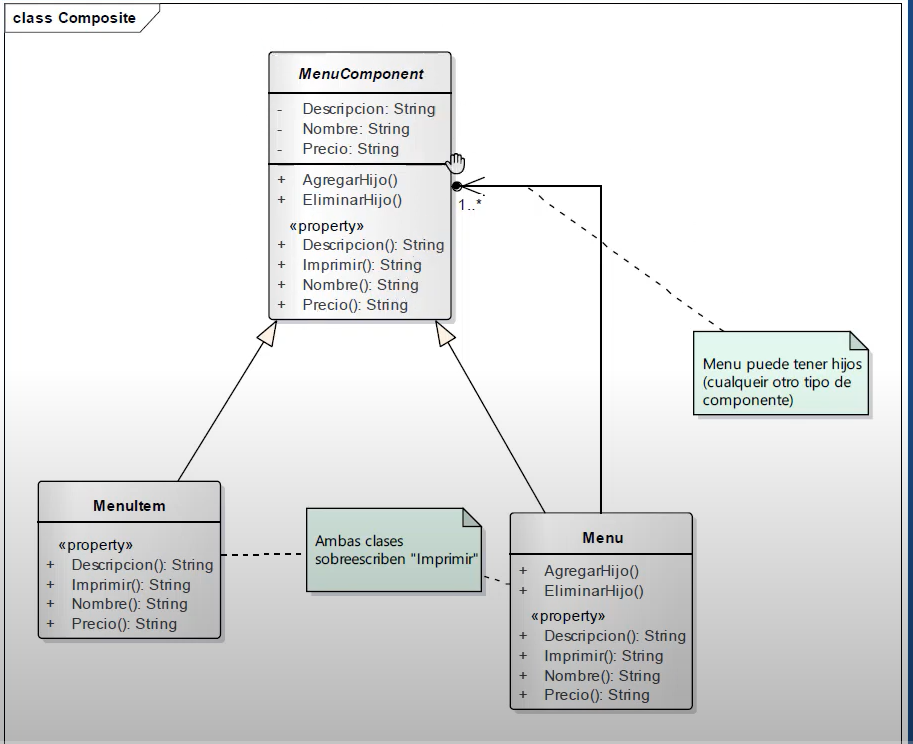 class Composite
MenuComponent
- Descripcion: String
- Nombre: String
- Precio: String
+ AgregarHijo()
+ EliminarHijo()
«property»
+ Descripcion(): String
+ Imprimir(): String
+ Nombre(): String
+ Precio(): String
1..*
Menu puede tener hijos
(cualqueir otro tipo de
componente)
MenuItem
«property»
+ Descripcion(): String
+ Imprimir(): String
+ Nombre(): String
+ Precio(): String
Ambas clases
sobreescriben "Imprimir"
Menu
+ AgregarHijo()
+ EliminarHijo()
«property»
+ Descripcion(): String
+ Imprimir(): String
+ Nombre(): String
+ Precio(): String